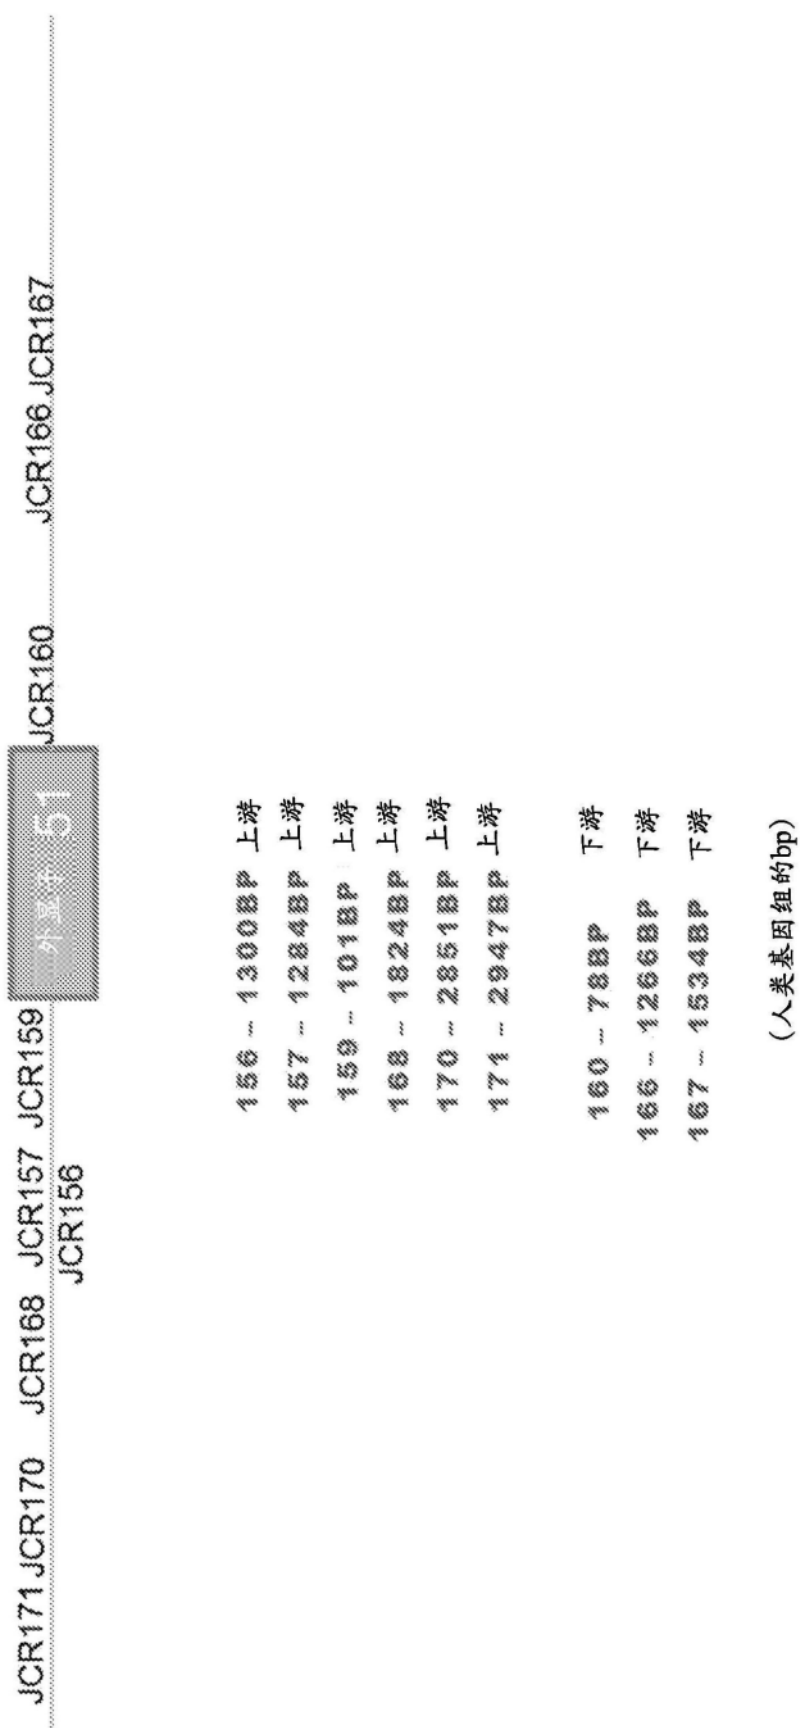 JCR171 JCR170 JCR168 JCR157 JCR159 外显子 51 JCR160 JCR166 JCR167
JCR156
156 – 1300BP 上游
157 – 1284BP 上游
159 – 101BP 上游
168 – 1824BP 上游
170 – 2851BP 上游
171 – 2947BP 上游
160 – 78BP 下游
166 – 1266BP 下游
167 – 1534BP 下游
(人类基因组的bp)